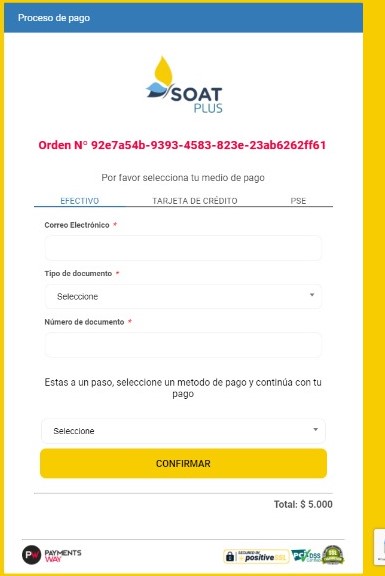 Proceso de pago
SOAT
PLUS
Orden N° 92e7a54b-9393-4583-823e-23ab6262ff61
Por favor selecciona tu medio de pago
EFECTIVO TARJETA DE CRÉDITO PSE
Correo Electrónico *
Tipo de documento *
Seleccione
Número de documento *
Estas a un paso, seleccione un metodo de pago y continúa con tu
pago
Seleccione
CONFIRMAR
Total: $ 5.000
PW PAYMENTS
WAY
SECURED BY
positiveSSL
PCI DSS